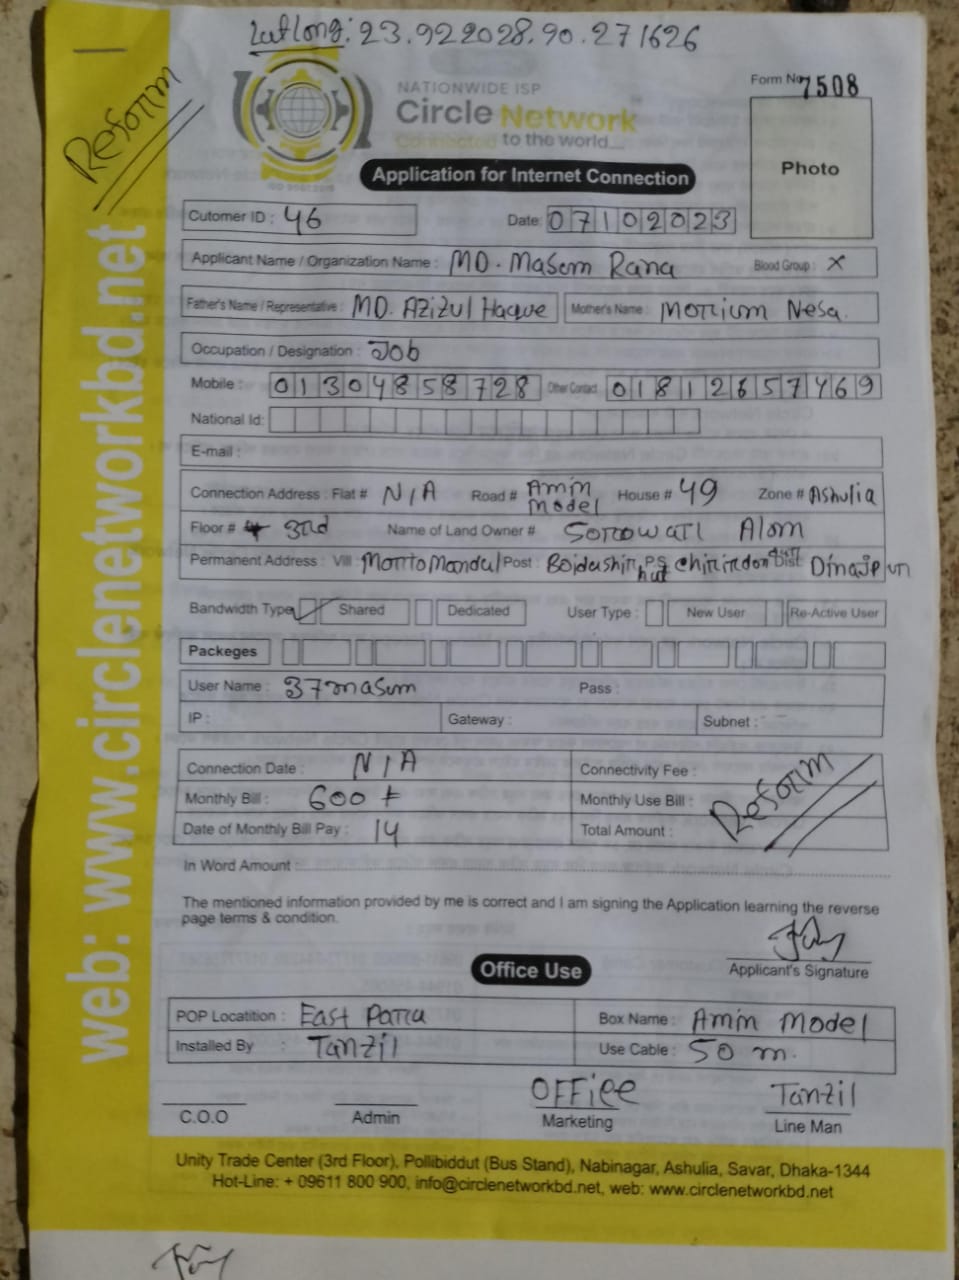 Lat Long: 23.922028.90.271626
Reform
NATIONWIDE ISP
Circle Network
Connected to the world...
ISO 9001:2015
Form No 7508
Photo
Application for Internet Connection
Cutomer ID : 46 Date: 07102023
Applicant Name / Organization Name : MD. Masum Rana Blood Group : X
Father's Name / Representative : MD. Azizul Haque Mother's Name : Morium Nesa.
Occupation / Designation : Job
Mobile : 01304858728 Other Contact 01812657469
National Id:
E-mail :
Connection Address : Flat # N/A Road # Amin Model House # 49 Zone # Ashulia
Floor # 3rd Name of Land Owner # Alom
Permanent Address : Vill Post : P.S Dist Dinajpur
Bandwidth Type Shared Dedicated User Type : New User Re-Active User
Packeges
User Name : 37masum Pass :
IP : Gateway : Subnet :
Connection Date : N/A Connectivity Fee :
Monthly Bill : 600 ৳ Monthly Use Bill :
Date of Monthly Bill Pay : 14 Total Amount :
Reform
In Word Amount :
The mentioned information provided by me is correct and I am signing the Application learning the reverse
page terms & condition.
Applicant's Signature
Office Use
POP Locatition : East Para Box Name : Amin Model
Installed By : Tanzil Use Cable : 50 m.
OFFice Tanzil
C.O.O Admin Marketing Line Man
Unity Trade Center (3rd Floor), Pollibiddut (Bus Stand), Nabinagar, Ashulia, Savar, Dhaka-1344
Hot-Line: + 09611 800 900, info@circlenetworkbd.net, web: www.circlenetworkbd.net
web: www.circlenetworkbd.net